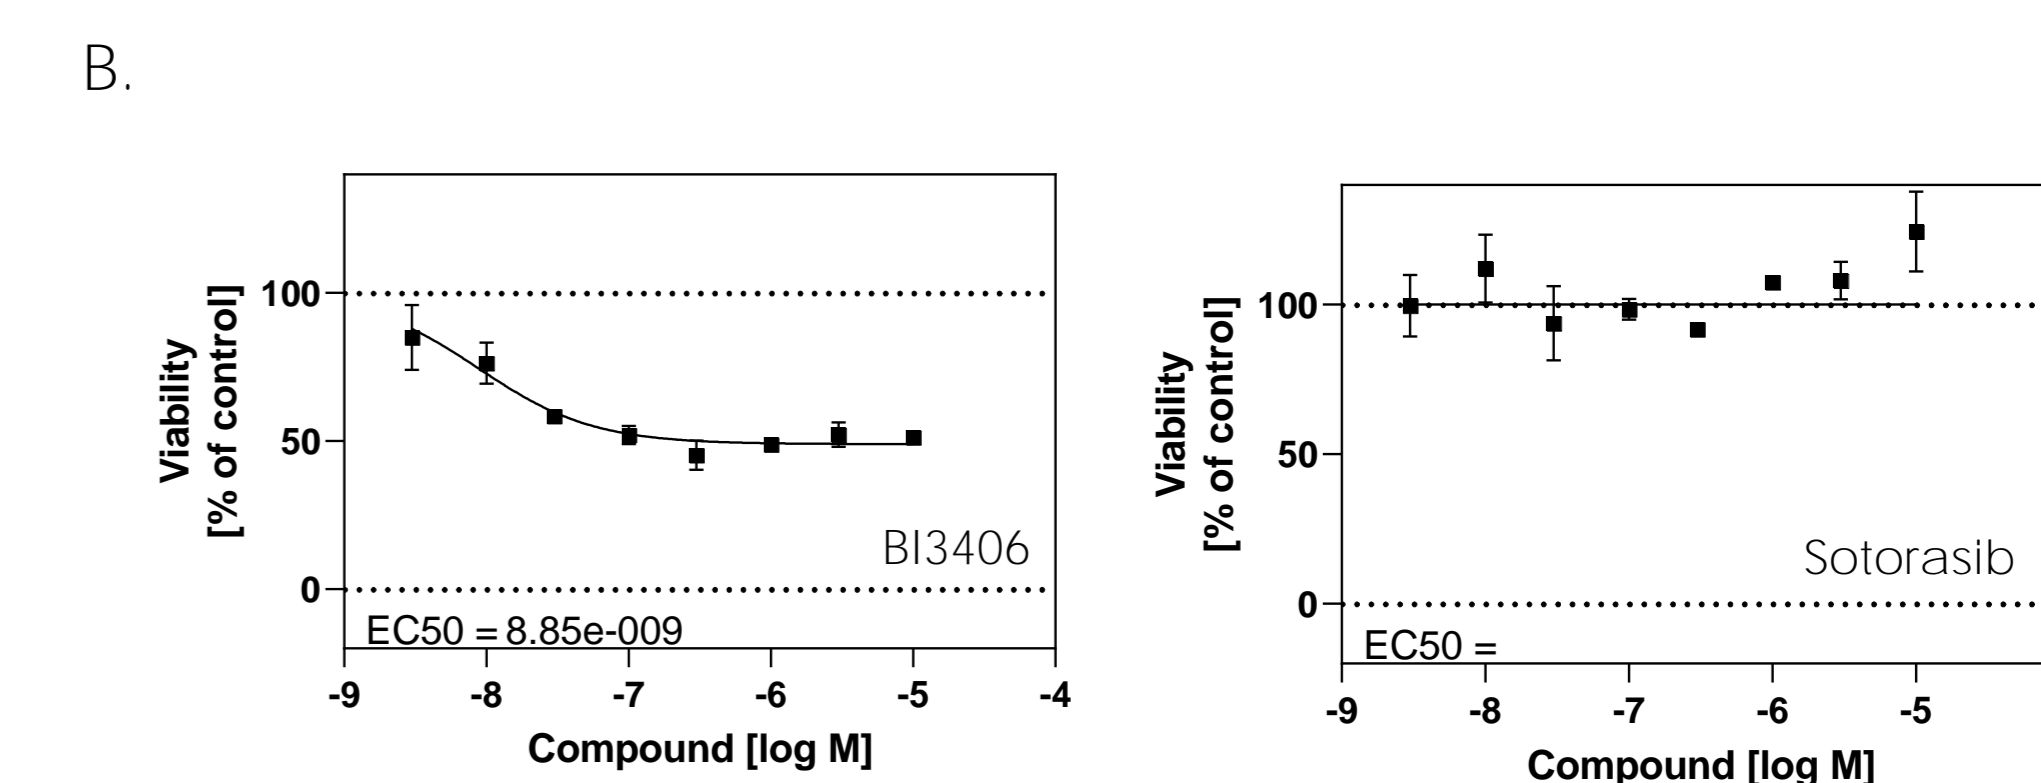 B.
Viability
[% of control]
100
50
0
BI3406
EC50 = 8.85e-009
-9 -8 -7 -6 -5 -4
Compound [log M]
Viability
[% of control]
100
50
0
Sotorasib
EC50 =
-9 -8 -7 -6 -5
Compound [log M]